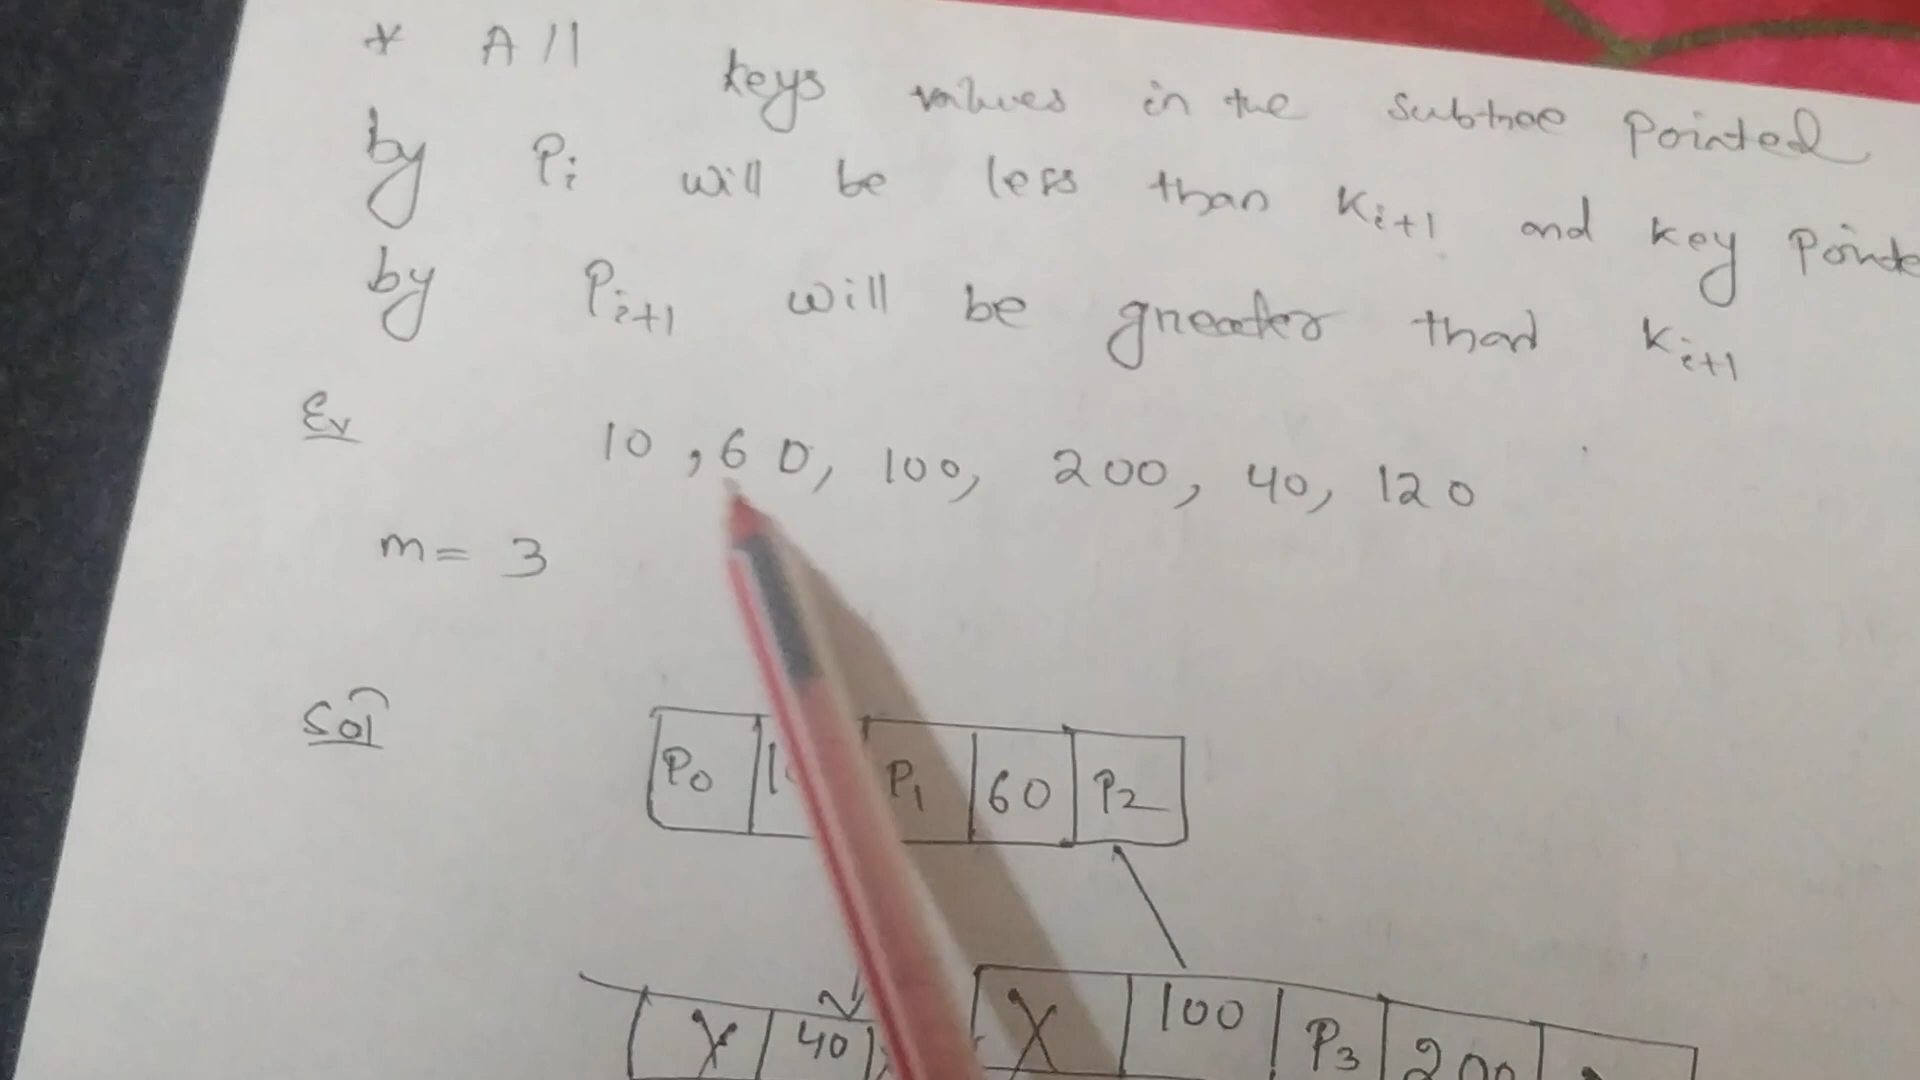 * All keys values in the subtree pointed
by Pi will be less than Ki+1 and key Pointe
by Pi+1 will be greater than Ki+1
Ex 10, 60, 100, 200, 40, 120
m = 3
Sol P0 P1 60 P2
X 40 X 100 P3 200